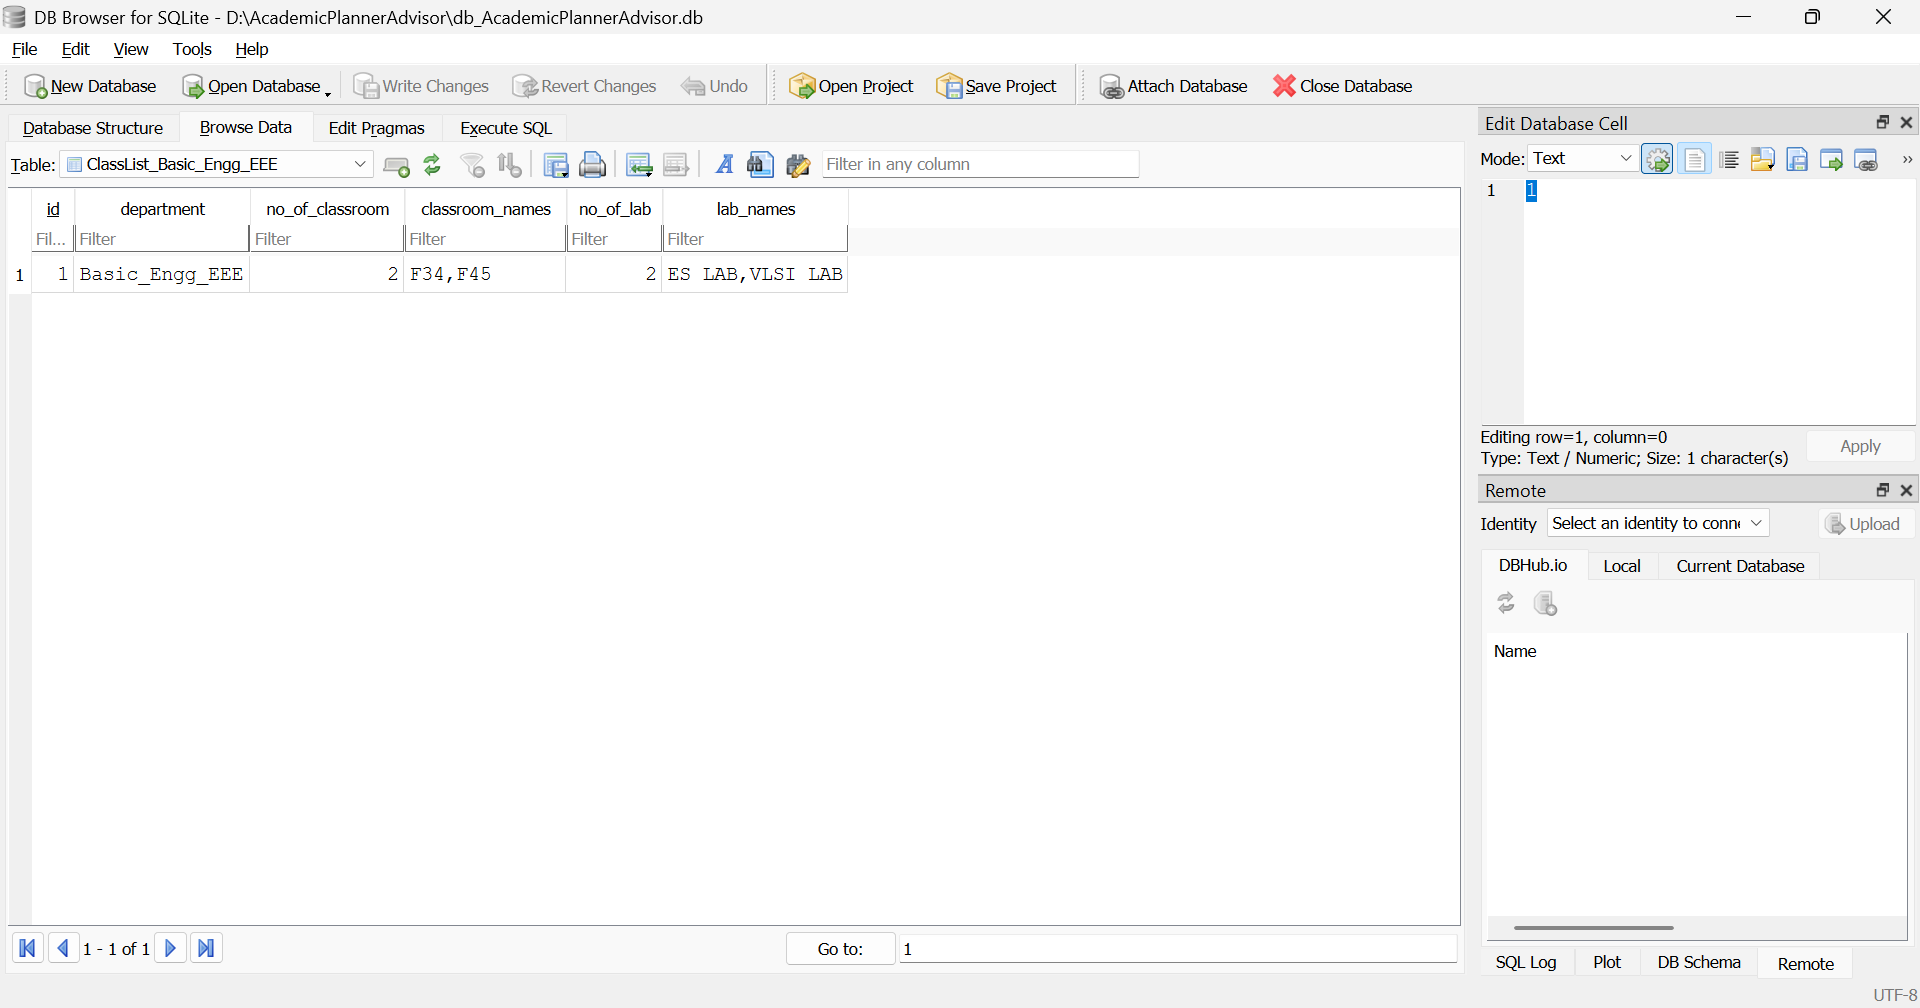 DB Browser for SQLite - D:\AcademicPlannerAdvisor\db_AcademicPlannerAdvisor.db
File Edit View Tools Help
New Database Open Database Write Changes Revert Changes Undo Open Project Save Project Attach Database Close Database
Database Structure Browse Data Edit Pragmas Execute SQL
Table: ClassList_Basic_Engg_EEE Filter in any column
id department no_of_classroom classroom_names no_of_lab lab_names
Fil... Filter Filter Filter Filter Filter
1 1 Basic_Engg_EEE 2 F34,F45 2 ES LAB,VLSI LAB
1 - 1 of 1 Go to: 1
Edit Database Cell
Mode: Text »
1 1
Editing row=1, column=0
Type: Text / Numeric; Size: 1 character(s)
Apply
Remote
Identity Select an identity to conne Upload
DBHub.io Local Current Database
Name
SQL Log Plot DB Schema Remote
UTF-8